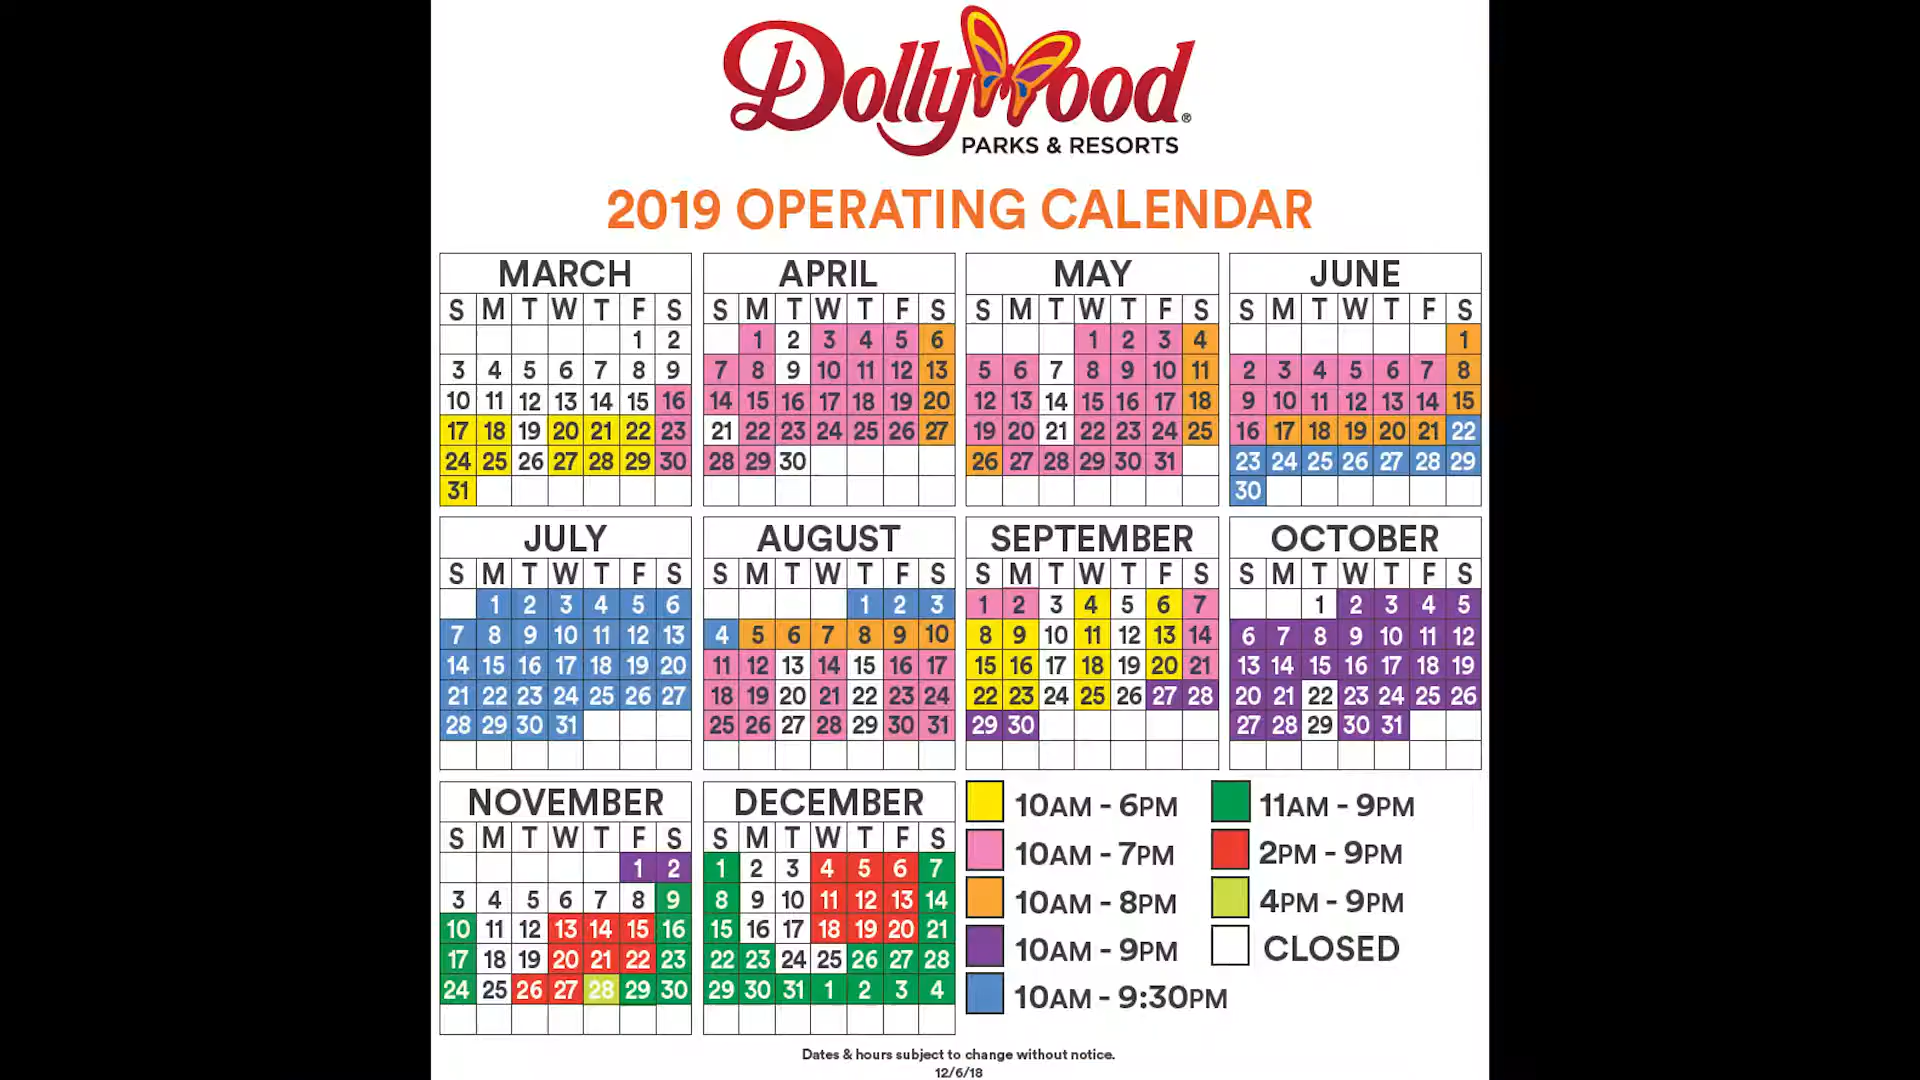 Dollywood®
PARKS & RESORTS
2019 OPERATING CALENDAR
MARCH
S M T W T F S
1 2
3 4 5 6 7 8 9
10 11 12 13 14 15 16
17 18 19 20 21 22 23
24 25 26 27 28 29 30
31
APRIL
S M T W T F S
1 2 3 4 5 6
7 8 9 10 11 12 13
14 15 16 17 18 19 20
21 22 23 24 25 26 27
28 29 30
MAY
S M T W T F S
1 2 3 4
5 6 7 8 9 10 11
12 13 14 15 16 17 18
19 20 21 22 23 24 25
26 27 28 29 30 31
JUNE
S M T W T F S
1
2 3 4 5 6 7 8
9 10 11 12 13 14 15
16 17 18 19 20 21 22
23 24 25 26 27 28 29
30
JULY
S M T W T F S
1 2 3 4 5 6
7 8 9 10 11 12 13
14 15 16 17 18 19 20
21 22 23 24 25 26 27
28 29 30 31
AUGUST
S M T W T F S
1 2 3
4 5 6 7 8 9 10
11 12 13 14 15 16 17
18 19 20 21 22 23 24
25 26 27 28 29 30 31
SEPTEMBER
S M T W T F S
1 2 3 4 5 6 7
8 9 10 11 12 13 14
15 16 17 18 19 20 21
22 23 24 25 26 27 28
29 30
OCTOBER
S M T W T F S
1 2 3 4 5
6 7 8 9 10 11 12
13 14 15 16 17 18 19
20 21 22 23 24 25 26
27 28 29 30 31
NOVEMBER
S M T W T F S
1 2
3 4 5 6 7 8 9
10 11 12 13 14 15 16
17 18 19 20 21 22 23
24 25 26 27 28 29 30
DECEMBER
S M T W T F S
1 2 3 4 5 6 7
8 9 10 11 12 13 14
15 16 17 18 19 20 21
22 23 24 25 26 27 28
29 30 31 1 2 3 4
10AM - 6PM
10AM - 7PM
10AM - 8PM
10AM - 9PM
10AM - 9:30PM
11AM - 9PM
2PM - 9PM
4PM - 9PM
CLOSED
Dates & hours subject to change without notice.
12/6/18